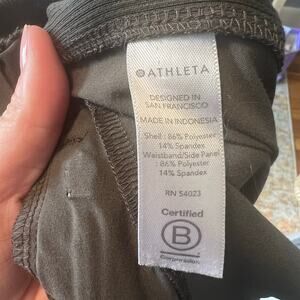 ATHLETA
DESIGNED IN
SAN FRANCISCO
MADE IN INDONESIA
Shell : 86% Polyester
14% Spandex
Waistband/Side Panel
: 86% Polyester
14% Spandex
RN 54023
Certified
B
Corporation